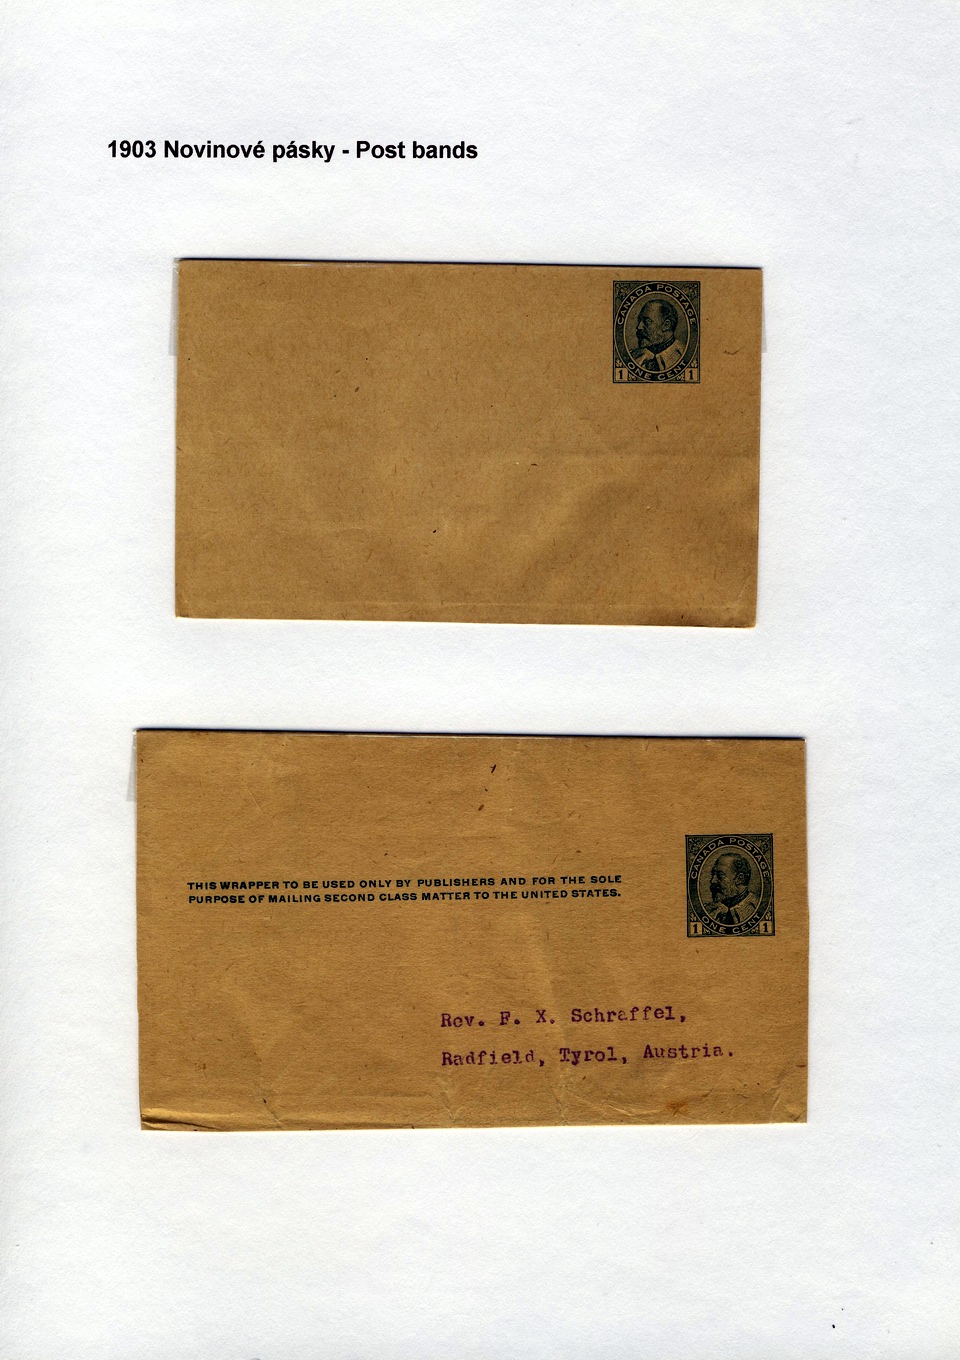 1903 Novinové pásky - Post bands
CANADA POSTAGE
1 ONE CENT 1
THIS WRAPPER TO BE USED ONLY BY PUBLISHERS AND FOR THE SOLE
PURPOSE OF MAILING SECOND CLASS MATTER TO THE UNITED STATES.
CANADA POSTAGE
1 ONE CENT 1
Rev. F. X. Schraffel,
Radfield, Tyrol, Austria.